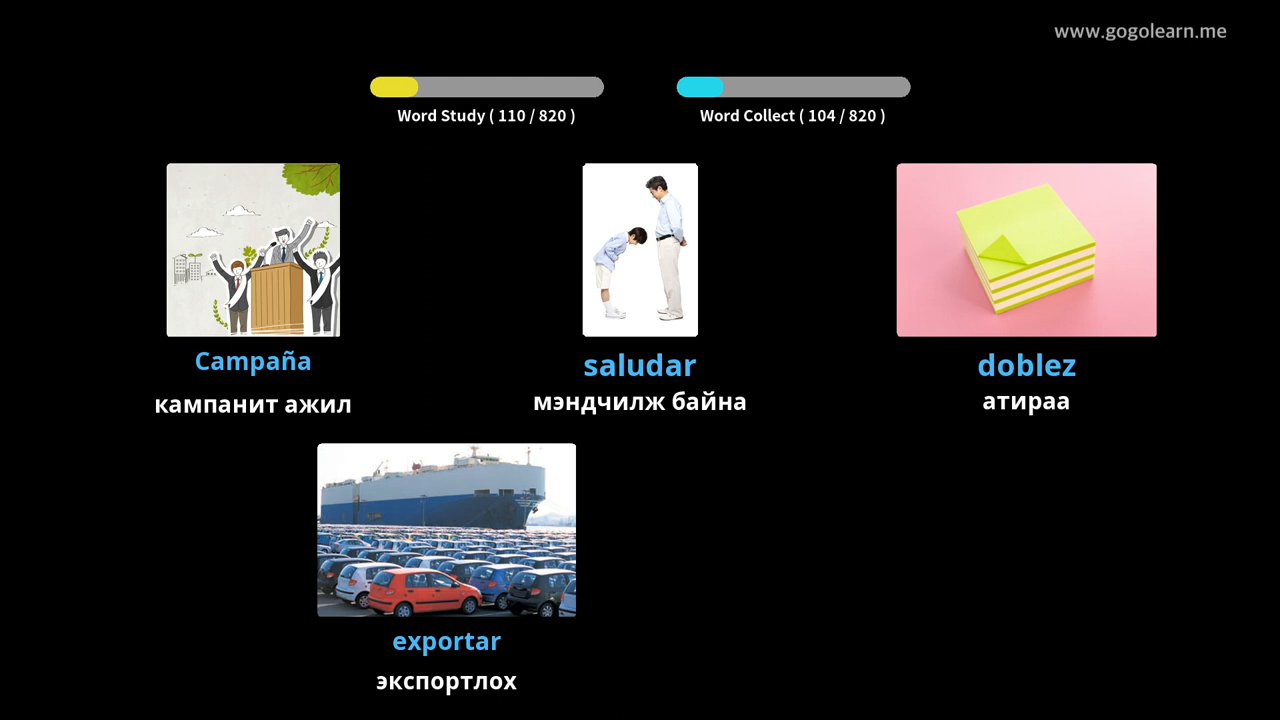 www.gogolearn.me
Word Study ( 110 / 820 )
Word Collect ( 104 / 820 )
Campaña
кампанит ажил
saludar
мэндчилж байна
doblez
атираа
exportar
экспортлох